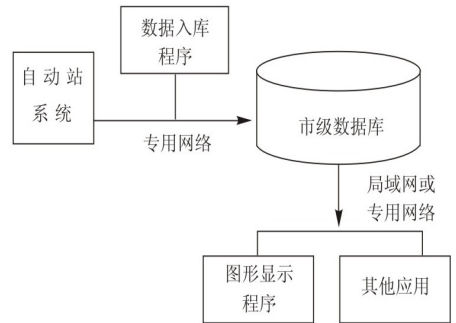 数据入库
程序
自动站
系统
专用网络
市级数据库
局域网或
专用网络
图形显示
程序
其他应用